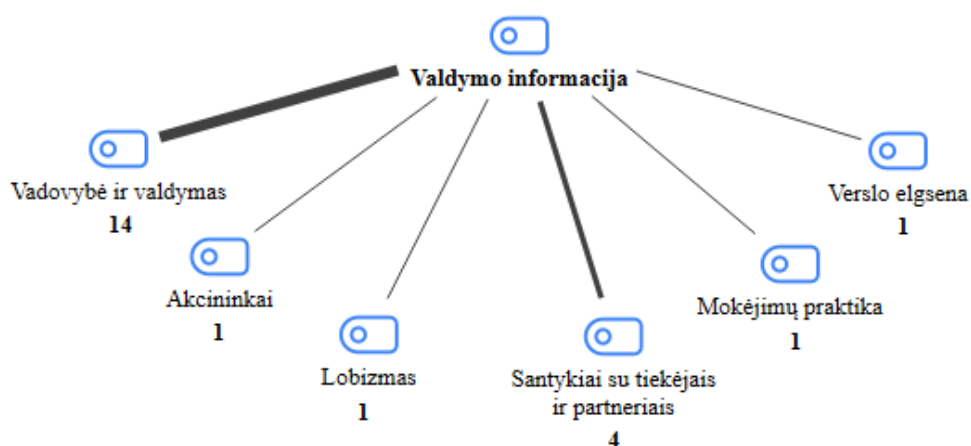 Valdymo informacija
Vadovybė ir valdymas
14
Verslo elgsena
1
Akcininkai
1
Mokėjimų praktika
1
Lobizmas
1
Santykiai su tiekėjais
ir partneriais
4